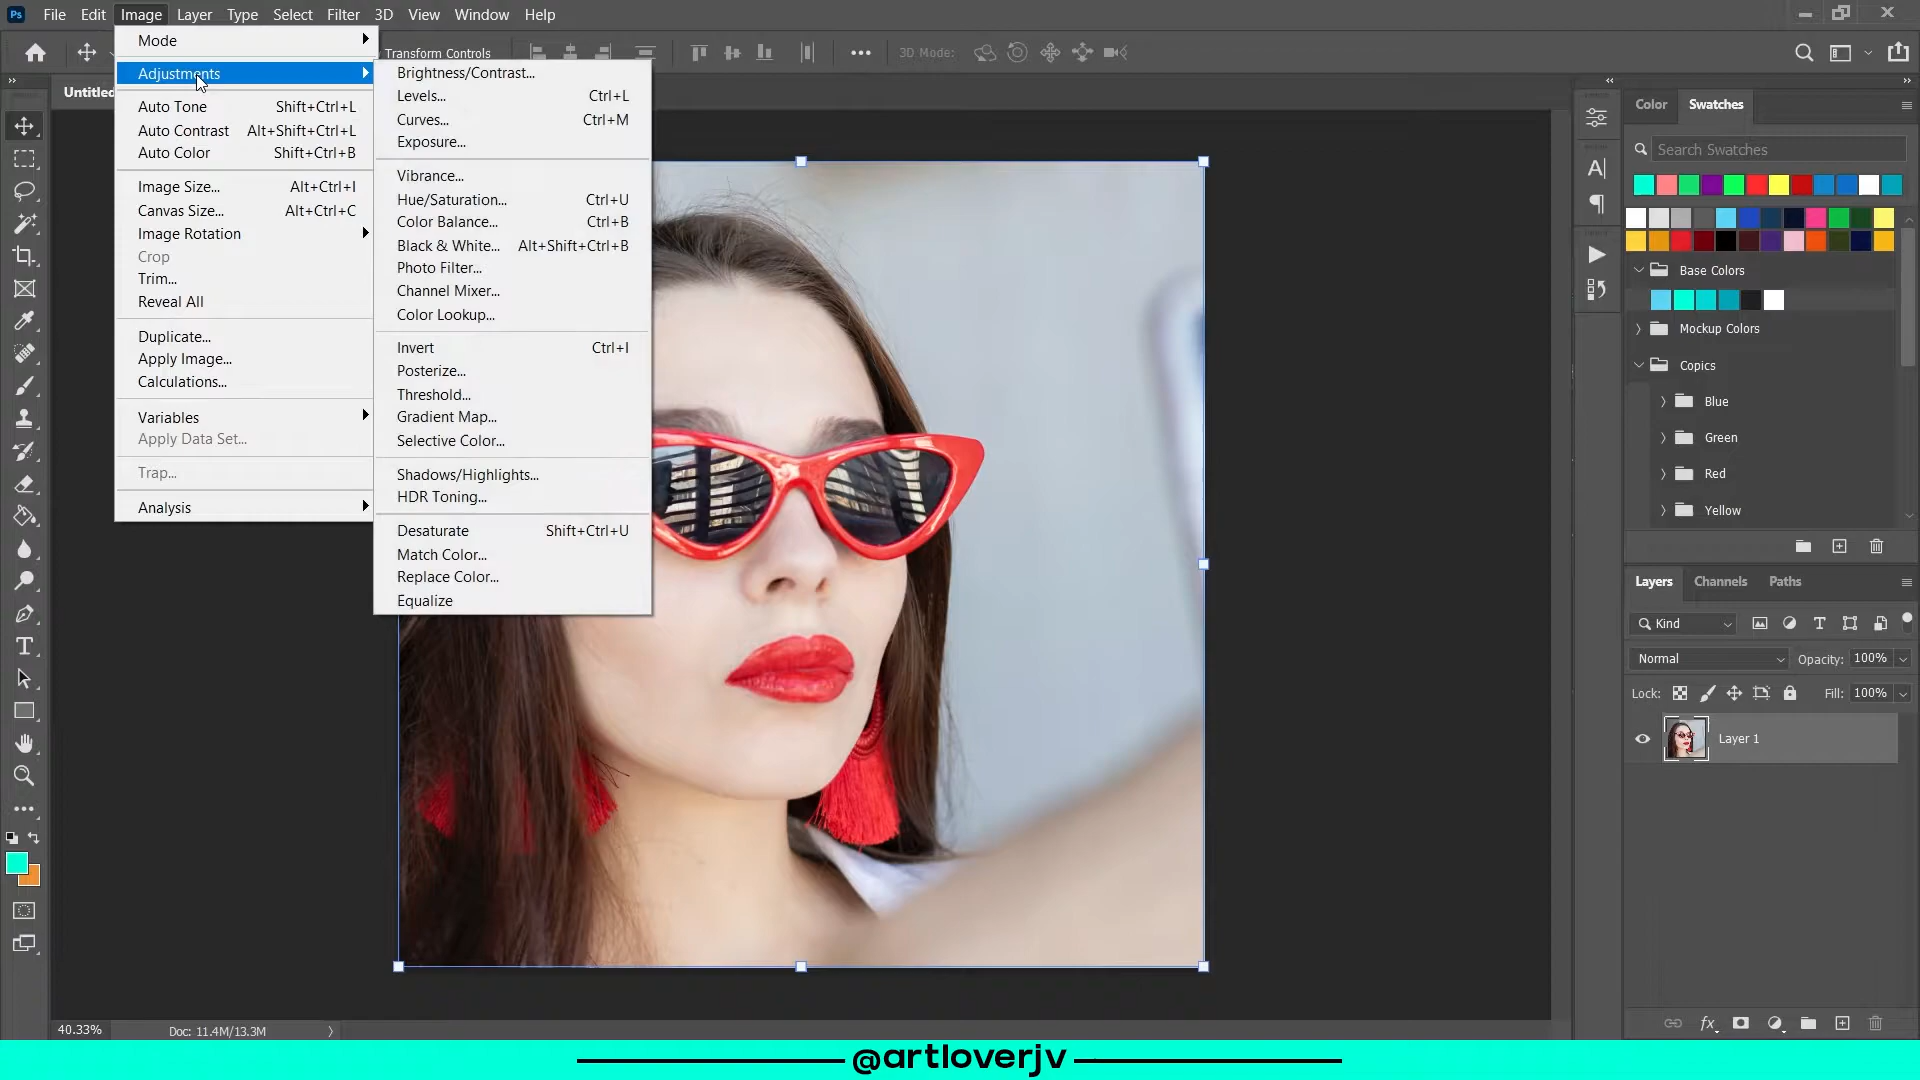 Ps File Edit Image Layer Type Select Filter 3D View Window Help
Transform Controls 3D Mode:
Untitled
Mode
Adjustments
Auto Tone Shift+Ctrl+L
Auto Contrast Alt+Shift+Ctrl+L
Auto Color Shift+Ctrl+B
Image Size... Alt+Ctrl+I
Canvas Size... Alt+Ctrl+C
Image Rotation
Crop
Trim...
Reveal All
Duplicate...
Apply Image...
Calculations...
Variables
Apply Data Set...
Trap...
Analysis
Brightness/Contrast...
Levels... Ctrl+L
Curves... Ctrl+M
Exposure...
Vibrance...
Hue/Saturation... Ctrl+U
Color Balance... Ctrl+B
Black & White... Alt+Shift+Ctrl+B
Photo Filter...
Channel Mixer...
Color Lookup...
Invert Ctrl+I
Posterize...
Threshold...
Gradient Map...
Selective Color...
Shadows/Highlights...
HDR Toning...
Desaturate Shift+Ctrl+U
Match Color...
Replace Color...
Equalize
Color Swatches
Search Swatches
Base Colors
Mockup Colors
Copics
Blue
Green
Red
Yellow
Layers Channels Paths
Kind
Normal Opacity: 100%
Lock: Fill: 100%
Layer 1
40.33% Doc: 11.4M/13.3M
@artloverjv